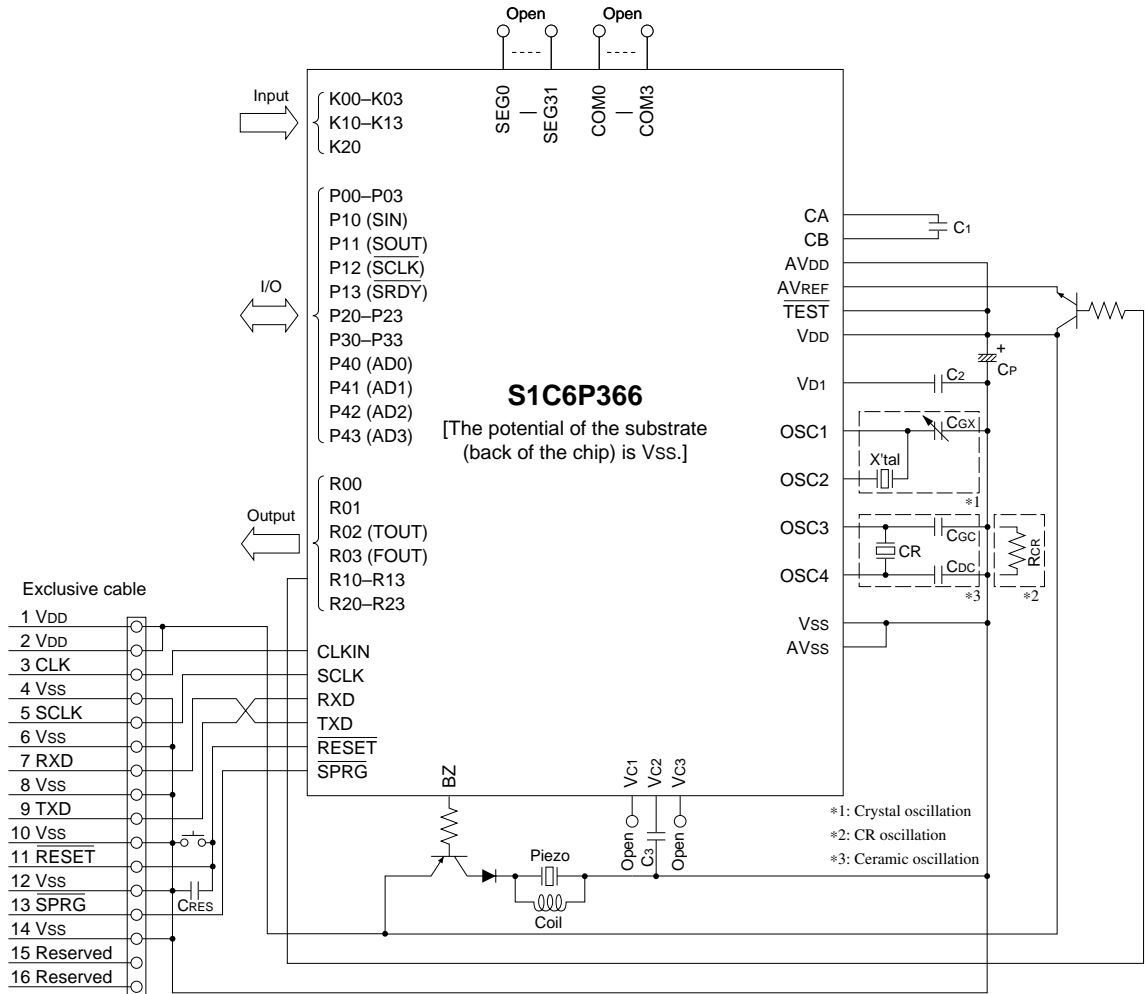 Open
Open
SEG0
—
SEG31
COM0
—
COM3
Input
K00–K03
K10–K13
K20
I/O
P00–P03
P10 (SIN)
P11 (SOUT)
P12 (SCLK)
P13 (SRDY)
P20–P23
P30–P33
P40 (AD0)
P41 (AD1)
P42 (AD2)
P43 (AD3)
Output
R00
R01
R02 (TOUT)
R03 (FOUT)
R10–R13
R20–R23
CLKIN
SCLK
RXD
TXD
RESET
SPRG
S1C6P366
[The potential of the substrate
(back of the chip) is VSS.]
CA
CB
AVDD
AVREF
TEST
VDD
VD1
OSC1
OSC2
OSC3
OSC4
VSS
AVSS
C1
+
CP
C2
CGX
X'tal
*1
CGC
CR
CDC
*3
RCR
*2
Exclusive cable
1 VDD
2 VDD
3 CLK
4 VSS
5 SCLK
6 VSS
7 RXD
8 VSS
9 TXD
10 VSS
11 RESET
12 VSS
13 SPRG
14 VSS
15 Reserved
16 Reserved
CRES
BZ
Piezo
Coil
VC1
VC2
VC3
Open
C3
Open
*1: Crystal oscillation
*2: CR oscillation
*3: Ceramic oscillation